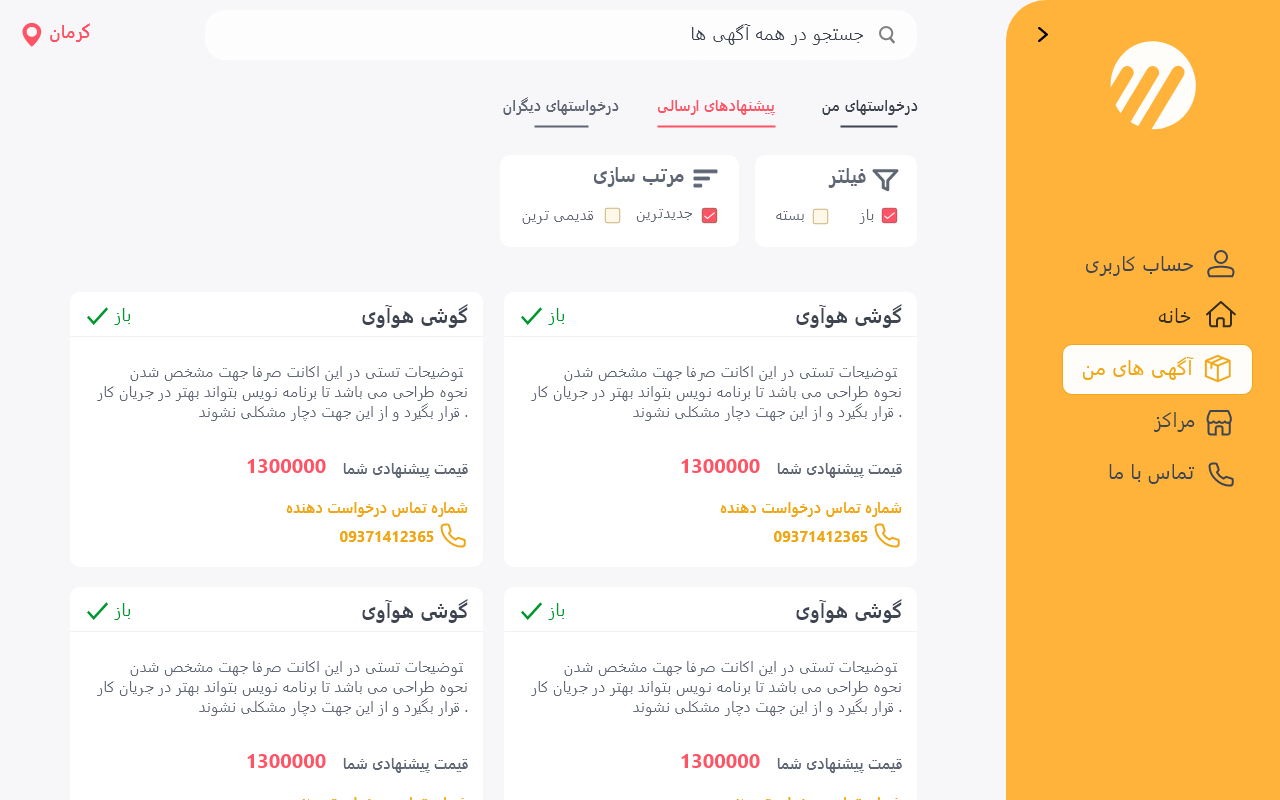 جستجو در همه آگهی ها
کرمان
درخواستهای من
پیشنهادهای ارسالی
درخواستهای دیگران
فیلتر
باز
بسته
مرتب سازی
جدیدترین
قدیمی ترین
حساب کاربری
خانه
آگهی های من
مراکز
تماس با ما
گوشی هوآوی
باز
توضیحات تستی در این اکانت صرفا جهت مشخص شدن
نحوه طراحی می باشد تا برنامه نویس بتواند بهتر در جریان کار
قرار بگیرد و از این جهت دچار مشکلی نشوند .
قیمت پیشنهادی شما 1300000
شماره تماس درخواست دهنده
09371412365
گوشی هوآوی
باز
توضیحات تستی در این اکانت صرفا جهت مشخص شدن
نحوه طراحی می باشد تا برنامه نویس بتواند بهتر در جریان کار
قرار بگیرد و از این جهت دچار مشکلی نشوند .
قیمت پیشنهادی شما 1300000
شماره تماس درخواست دهنده
09371412365
گوشی هوآوی
باز
توضیحات تستی در این اکانت صرفا جهت مشخص شدن
نحوه طراحی می باشد تا برنامه نویس بتواند بهتر در جریان کار
قرار بگیرد و از این جهت دچار مشکلی نشوند .
قیمت پیشنهادی شما 1300000
گوشی هوآوی
باز
توضیحات تستی در این اکانت صرفا جهت مشخص شدن
نحوه طراحی می باشد تا برنامه نویس بتواند بهتر در جریان کار
قرار بگیرد و از این جهت دچار مشکلی نشوند .
قیمت پیشنهادی شما 1300000